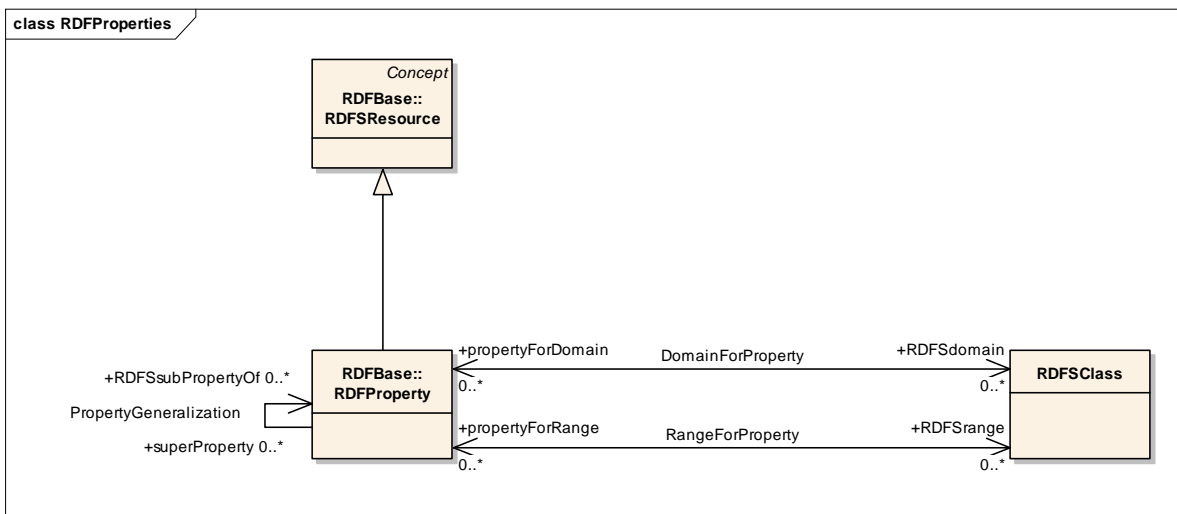 class RDFProperties
Concept
RDFBase::
RDFSResource
+propertyForDomain
DomainForProperty
+RDFSdomain
0..*
0..*
RDFBase::
RDFProperty
RDFSClass
+RDFSsubPropertyOf 0..*
PropertyGeneralization
+superProperty 0..*
+propertyForRange
RangeForProperty
+RDFSrange
0..*
0..*